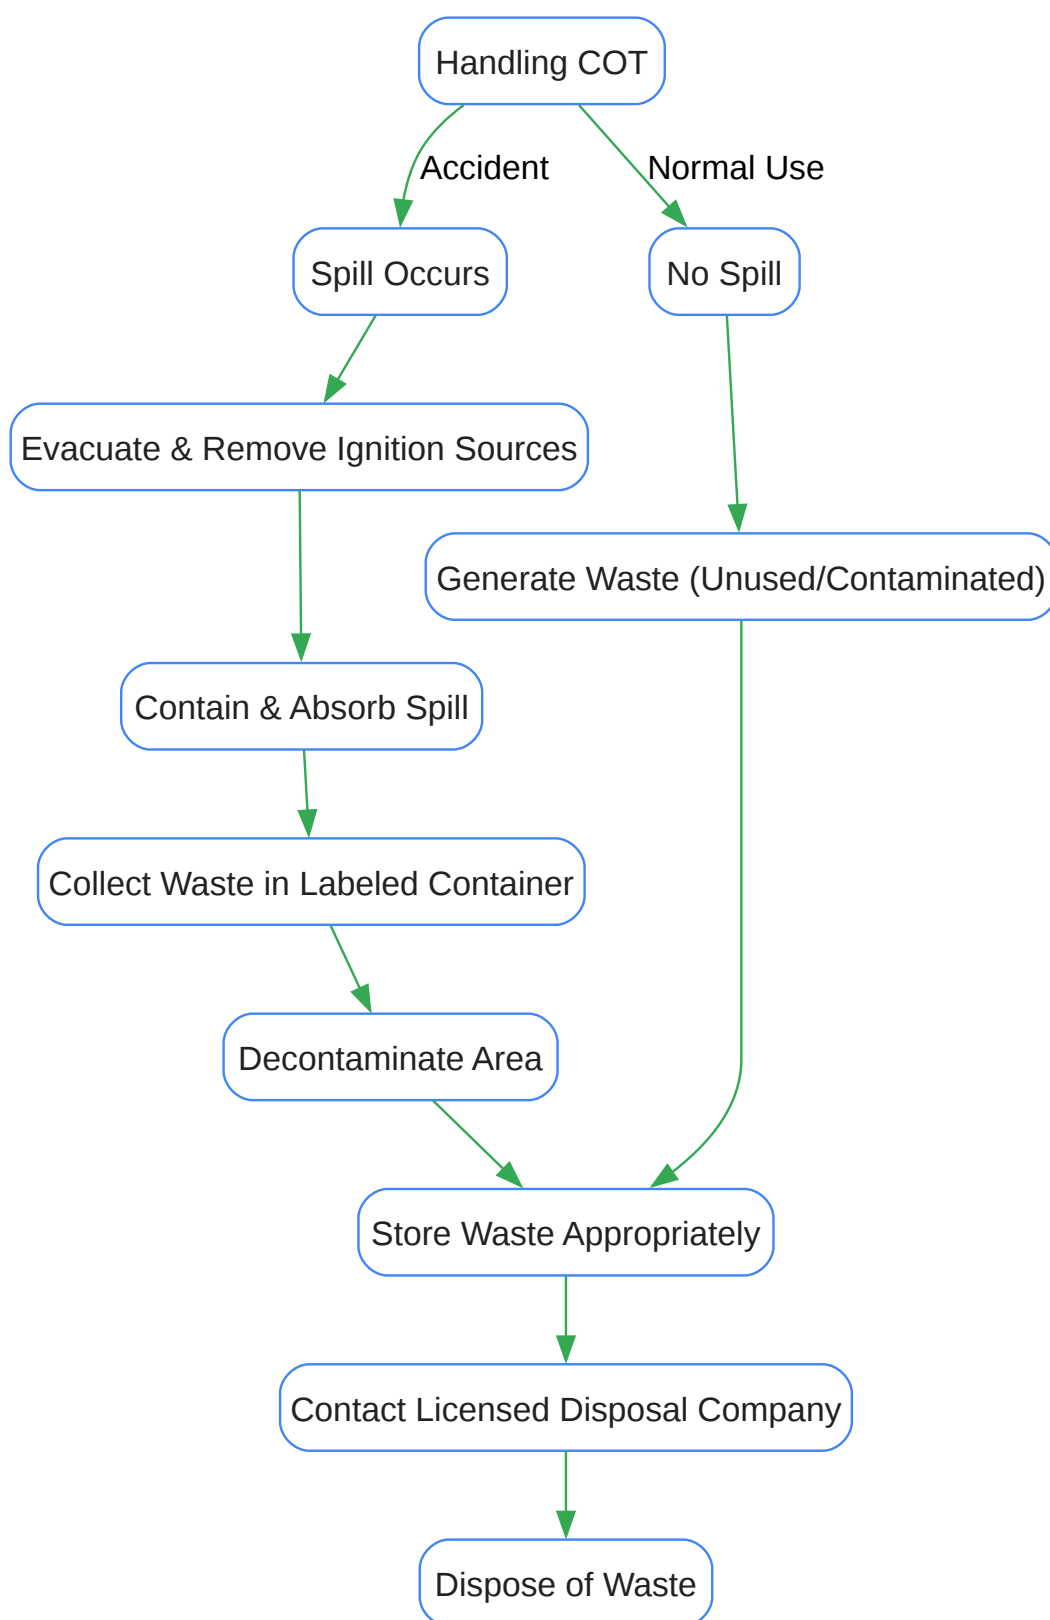 Handling COT
Accident
Normal Use
Spill Occurs
No Spill
Evacuate & Remove Ignition Sources
Generate Waste (Unused/Contaminated)
Contain & Absorb Spill
Collect Waste in Labeled Container
Decontaminate Area
Store Waste Appropriately
Contact Licensed Disposal Company
Dispose of Waste